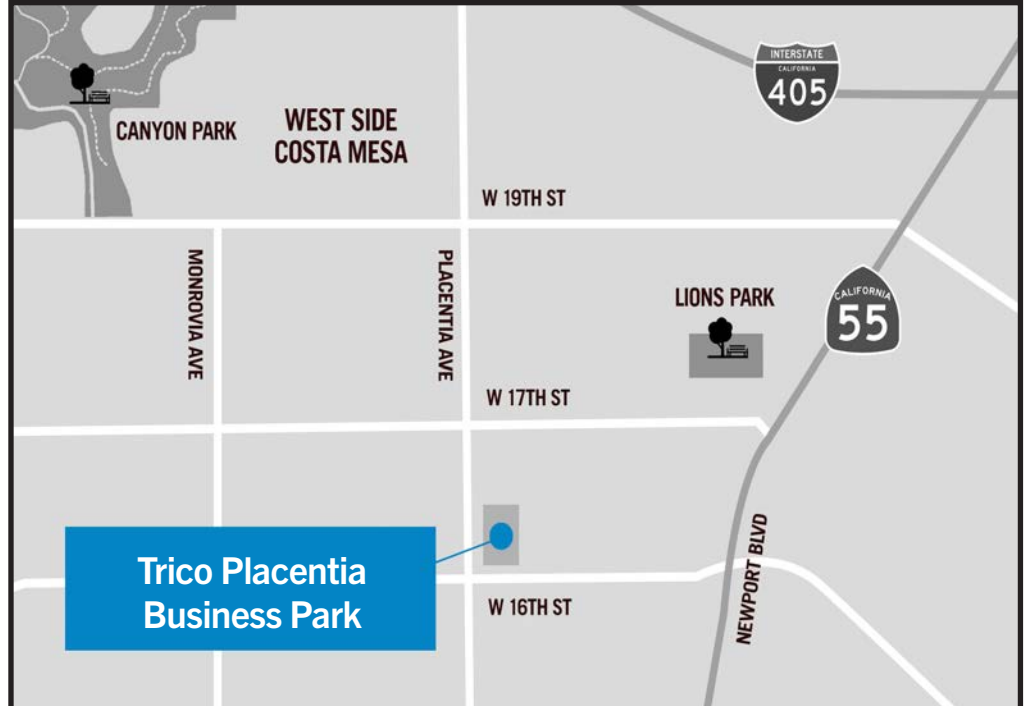 INTERSTATE
CALIFORNIA
405
CANYON PARK
WEST SIDE
COSTA MESA
W 19TH ST
MONROVIA AVE
PLACENTIA AVE
LIONS PARK
CALIFORNIA
55
W 17TH ST
Trico Placentia
Business Park
W 16TH ST
NEWPORT BLVD